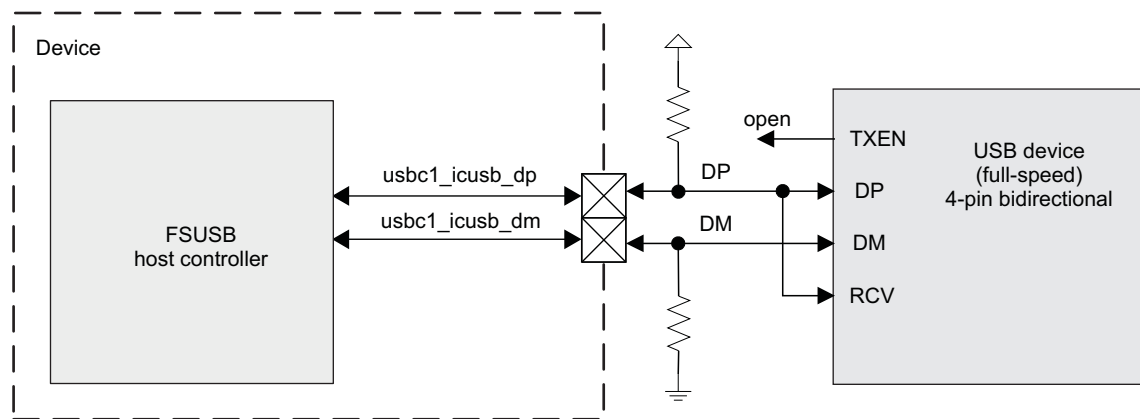 Device
FSUSB
host controller
usbc1_icusb_dp
usbc1_icusb_dm
DP
DM
open
TXEN
DP
DM
RCV
USB device
(full-speed)
4-pin bidirectional